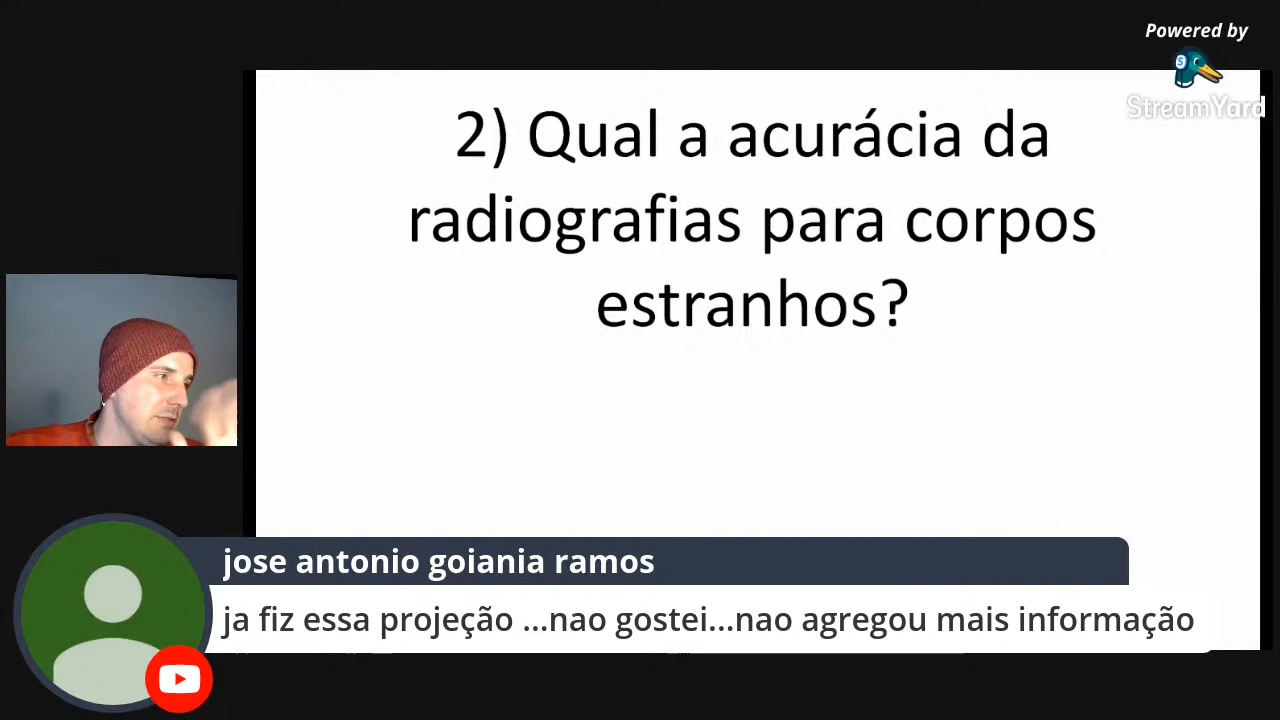 Powered by
StreamYard
2) Qual a acurácia da
radiografias para corpos
estranhos?
jose antonio goiania ramos
ja fiz essa projeção ...nao gostei...nao agregou mais informação